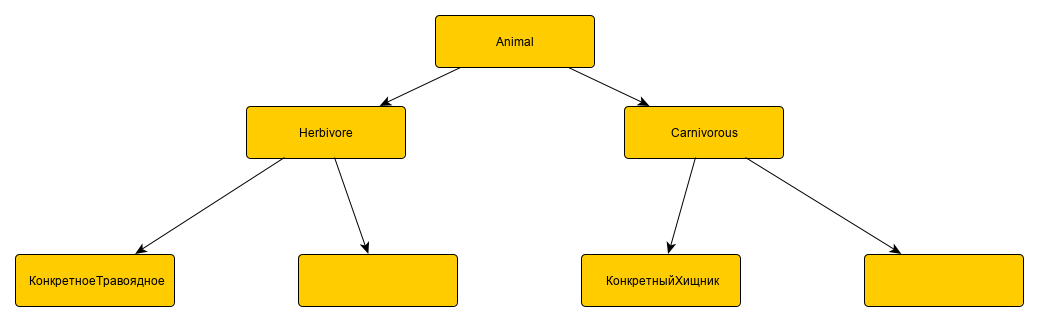 Animal
Herbivore
Carnivorous
КонкретноеТравоядное
КонкретныйХищник